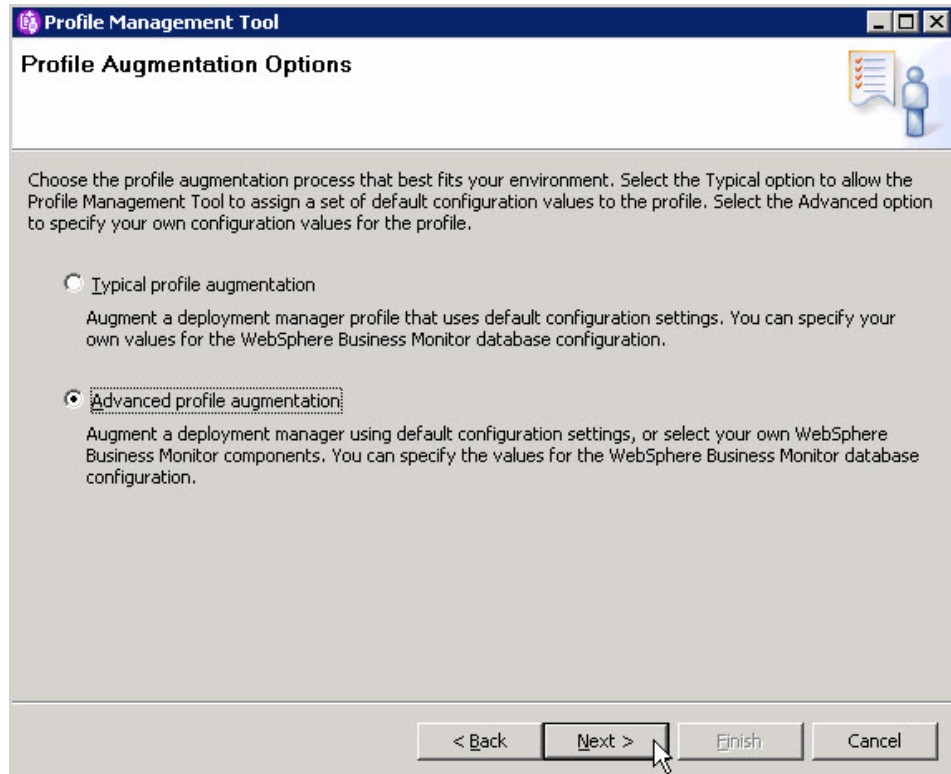 Profile Management Tool
Profile Augmentation Options
Choose the profile augmentation process that best fits your environment. Select the Typical option to allow the
Profile Management Tool to assign a set of default configuration values to the profile. Select the Advanced option
to specify your own configuration values for the profile.
Typical profile augmentation
Augment a deployment manager profile that uses default configuration settings. You can specify your
own values for the WebSphere Business Monitor database configuration.
Advanced profile augmentation
Augment a deployment manager using default configuration settings, or select your own WebSphere
Business Monitor components. You can specify the values for the WebSphere Business Monitor database
configuration.
< Back Next > Finish Cancel